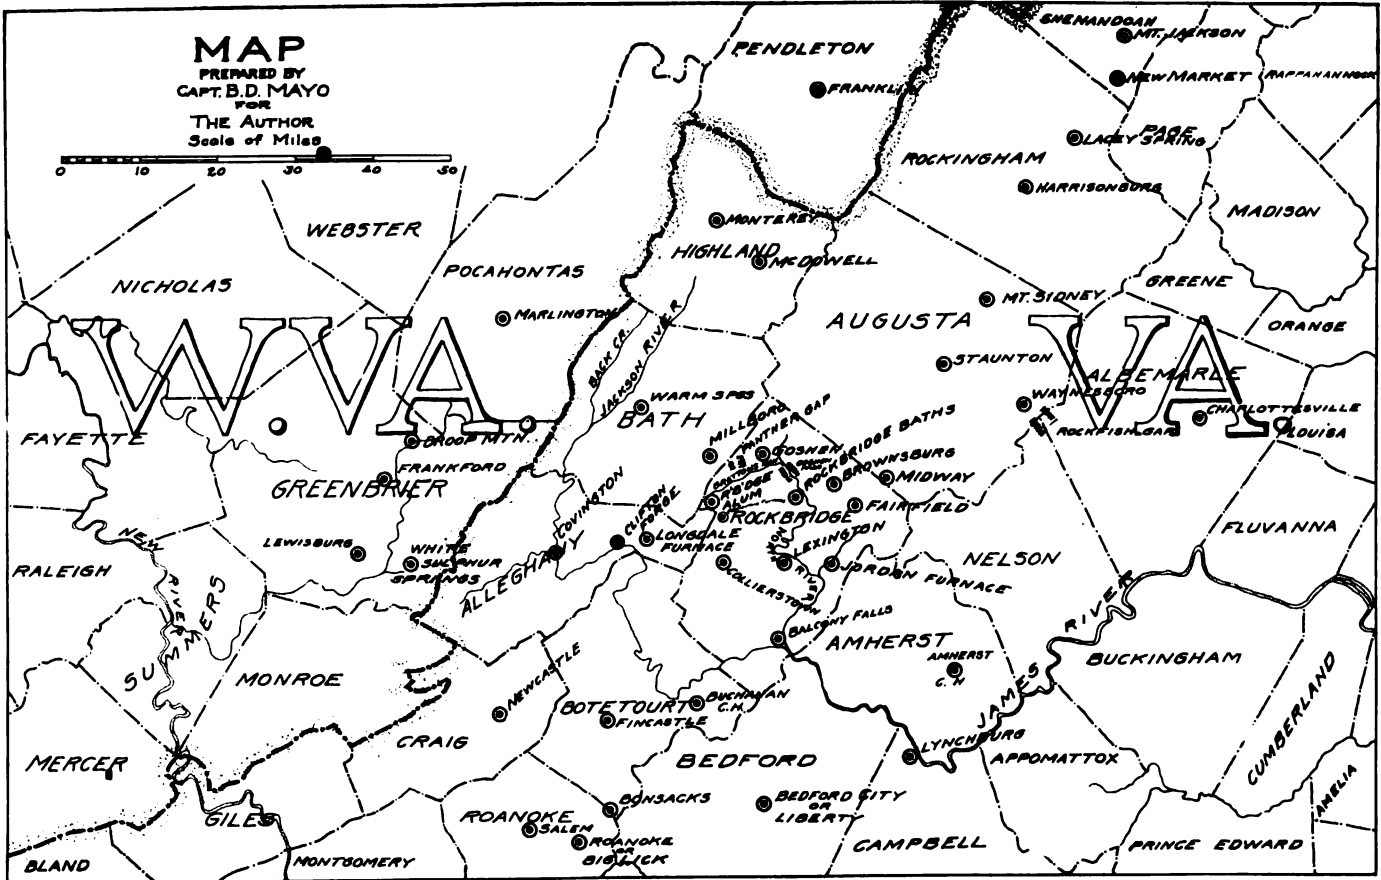 MAP
PREPARED BY
CAPT. B.D. MAYO
FOR
THE AUTHOR
Scale of Miles
0 10 20 30 40 50
PENDLETON
FRANKLIN
SHENANDOAH
MT. JACKSON
NEW MARKET
RAPPAHANNOCK
PAGE
LACEY SPRING
ROCKINGHAM
HARRISONBURG
MADISON
WEBSTER
MONTEREY
HIGHLAND
MCDOWELL
POCAHONTAS
NICHOLAS
MARLINGTON
GREENE
MT. SIDNEY
AUGUSTA
ORANGE
W. VA.
VA.
BACK CR.
JACKSON RIVER
STAUNTON
ALBEMARLE
WAYNESBORO
WARM SPGS
BATH
CHARLOTTESVILLE
LOUISA
ROCKFISH GAP
FAYETTE
DROOP MTN.
FRANKFORD
GREENBRIER
MILLBORO
PANTHER GAP
GOSHEN
ROCKBRIDGE BATHS
BROWNSBURG
MIDWAY
R'BDGE
ALUM
FAIRFIELD
ROCKBRIDGE
COVINGTON
CLIFTON
FORGE
LONGDALE
FURNACE
LEXINGTON
RIVER
JORDAN FURNACE
COLLIERSTOWN
NELSON
FLUVANNA
LEWISBURG
WHITE
SULPHUR
SPRINGS
ALLEGHANY
NEW
RIVER
RALEIGH
SUMMERS
BALCONY FALLS
AMHERST
AMHERST
C.H
JAMES RIVER
BUCKINGHAM
CUMBERLAND
MONROE
NEWCASTLE
BOTETOURT
FINCASTLE
BUCHANAN
C.H.
CRAIG
LYNCHBURG
APPOMATTOX
MERCER
BEDFORD
BEDFORD CITY
OR
LIBERTY
AMELIA
GILES
ROANOKE
BONSACKS
SALEM
ROANOKE
OR
BIG LICK
CAMPBELL
PRINCE EDWARD
BLAND
MONTGOMERY